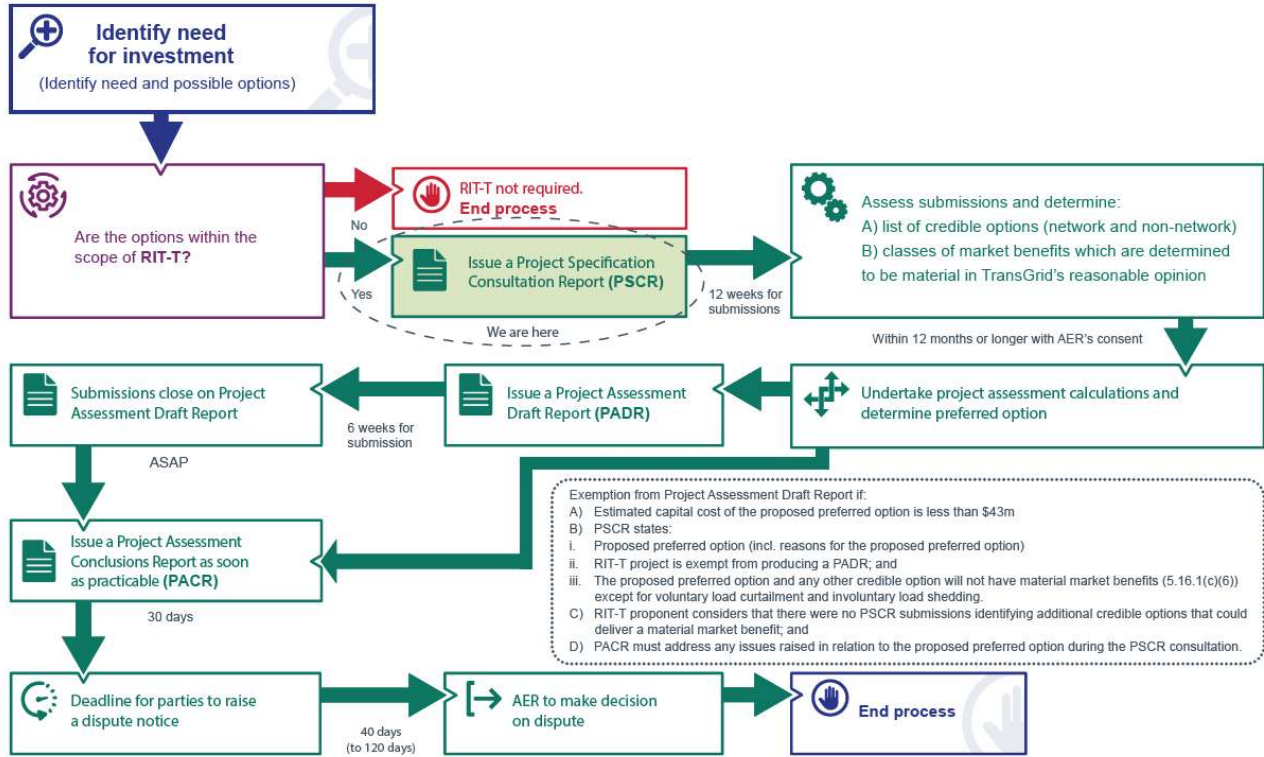 Identify need
for investment
(Identify need and possible options)
Are the options within the
scope of RIT-T?
No
RIT-T not required.
End process
Yes
Issue a Project Specification
Consultation Report (PSCR)
We are here
12 weeks for
submissions
Assess submissions and determine:
A) list of credible options (network and non-network)
B) classes of market benefits which are determined
to be material in TransGrid's reasonable opinion
Within 12 months or longer with AER's consent
Undertake project assessment calculations and
determine preferred option
Issue a Project Assessment
Draft Report (PADR)
6 weeks for
submission
Submissions close on Project
Assessment Draft Report
ASAP
Exemption from Project Assessment Draft Report if:
A) Estimated capital cost of the proposed preferred option is less than $43m
B) PSCR states:
i. Proposed preferred option (incl. reasons for the proposed preferred option)
ii. RIT-T project is exempt from producing a PADR; and
iii. The proposed preferred option and any other credible option will not have material market benefits (5.16.1(c)(6))
except for voluntary load curtailment and involuntary load shedding.
C) RIT-T proponent considers that there were no PSCR submissions identifying additional credible options that could
deliver a material market benefit; and
D) PACR must address any issues raised in relation to the proposed preferred option during the PSCR consultation.
Issue a Project Assessment
Conclusions Report as soon
as practicable (PACR)
30 days
Deadline for parties to raise
a dispute notice
40 days
(to 120 days)
AER to make decision
on dispute
End process